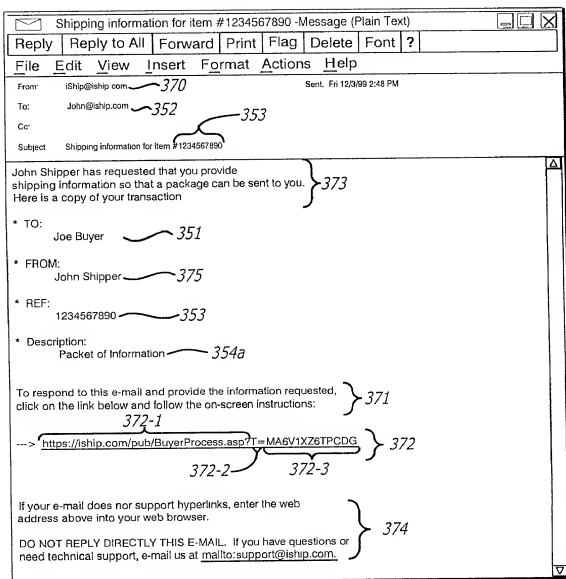 Shipping information for item #1234567890 -Message (Plain Text)
Reply Reply to All Forward Print Flag Delete Font ?
File Edit View Insert Format Actions Help
From: iShip@iship com 370 Sent. Fri 12/3/99 2:48 PM
To: John@iship.com 352
353
Cc:
Subject Shipping information for item #1234567890
John Shipper has requested that you provide
shipping information so that a package can be sent to you. 373
Here is a copy of your transaction
* TO:
Joe Buyer 351
* FROM:
John Shipper 375
* REF:
1234567890 353
* Description:
Packet of Information 354a
To respond to this e-mail and provide the information requested,
click on the link below and follow the on-screen instructions: 371
372-1
---> https://iship.com/pub/BuyerProcess.asp?T=MA6V1XZ6TPCDG 372
372-2 372-3
If your e-mail does nor support hyperlinks, enter the web
address above into your web browser.
374
DO NOT REPLY DIRECTLY THIS E-MAIL. If you have questions or
need technical support, e-mail us at mailto:support@iship.com.